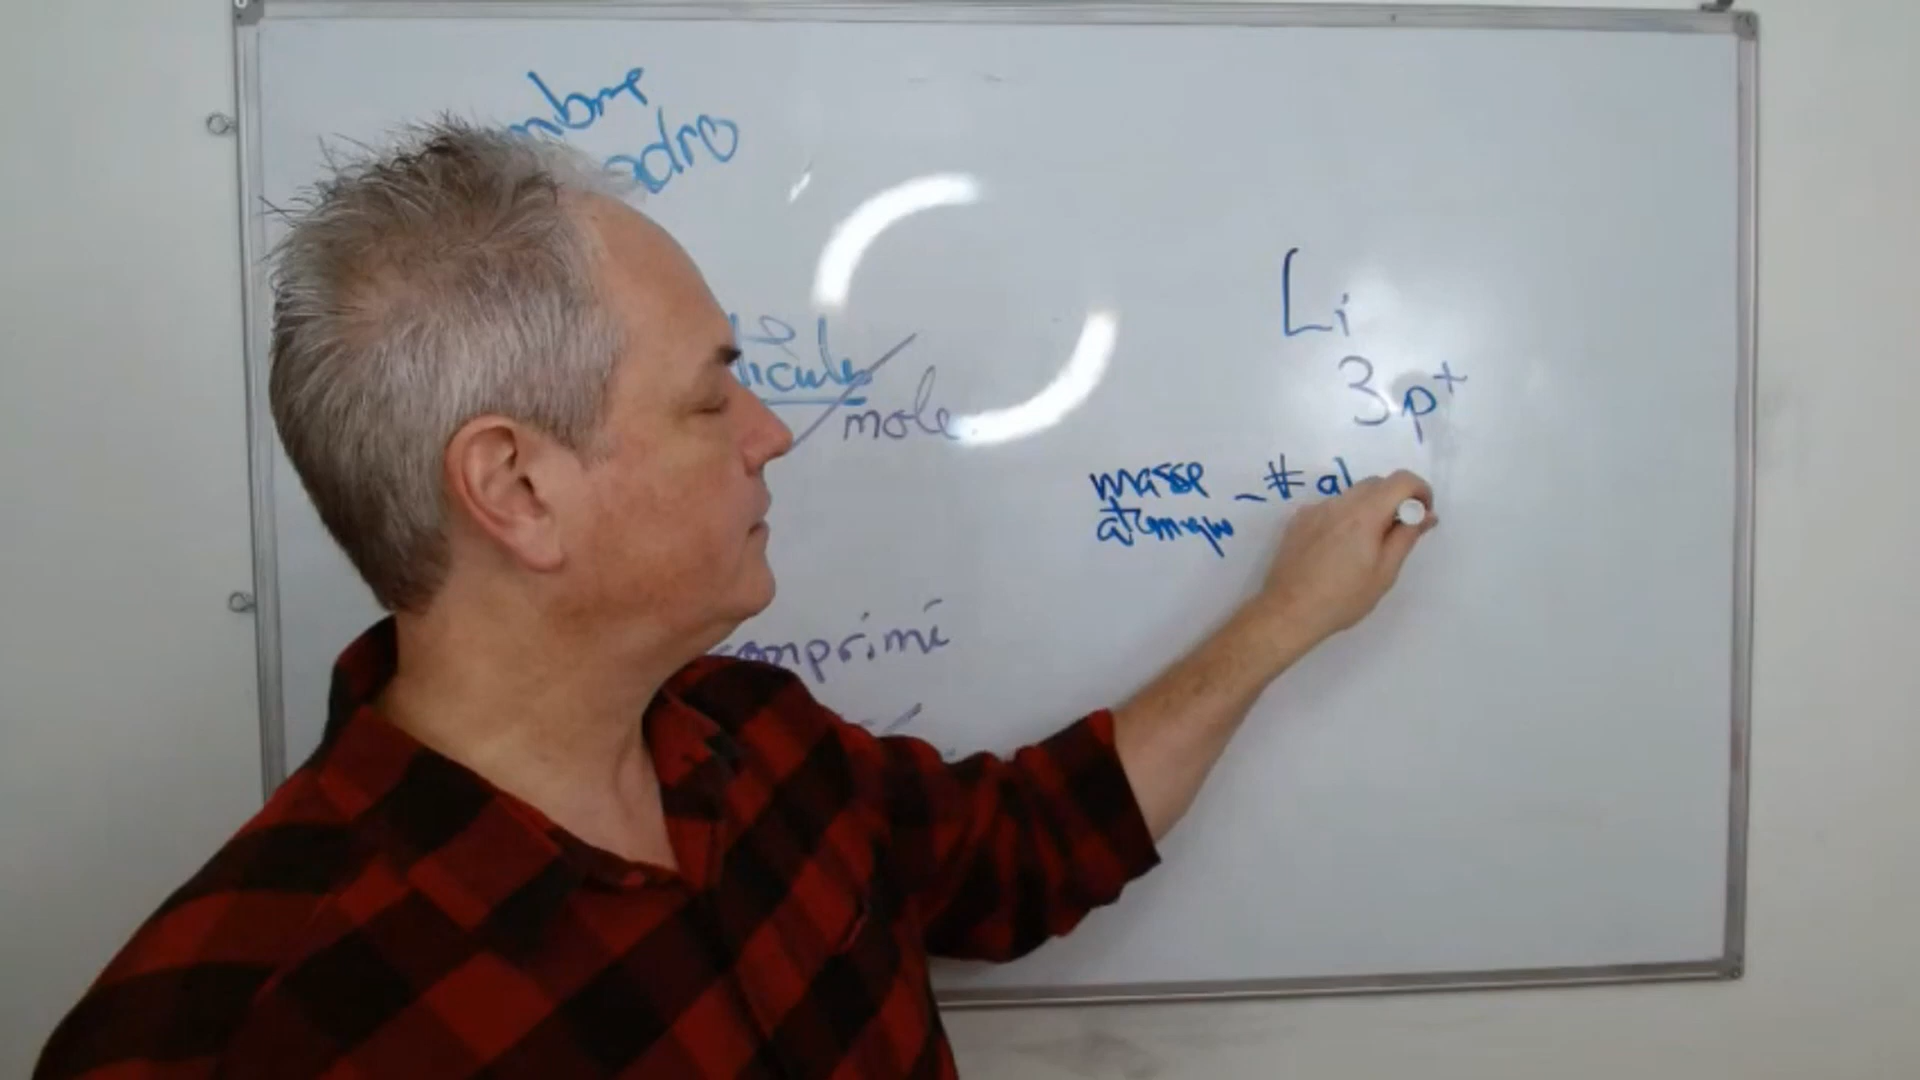 mbre
adro
icule
mole
comprimé
Li
3p⁺
masse - # at
atomique